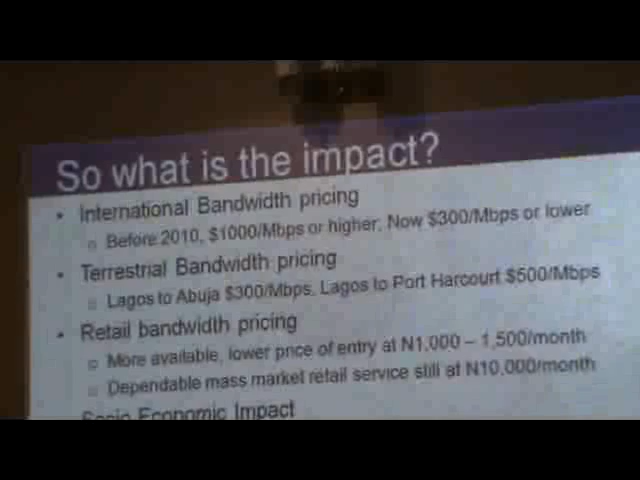 So what is the impact?
• International Bandwidth pricing
o Before 2010, $1000/Mbps or higher, Now $300/Mbps or lower
• Terrestrial Bandwidth pricing
o Lagos to Abuja $300/Mbps, Lagos to Port Harcourt $500/Mbps
• Retail bandwidth pricing
o More available, lower price of entry at N1,000 – 1,500/month
o Dependable mass market retail service still at N10,000/month
Socio Economic Impact